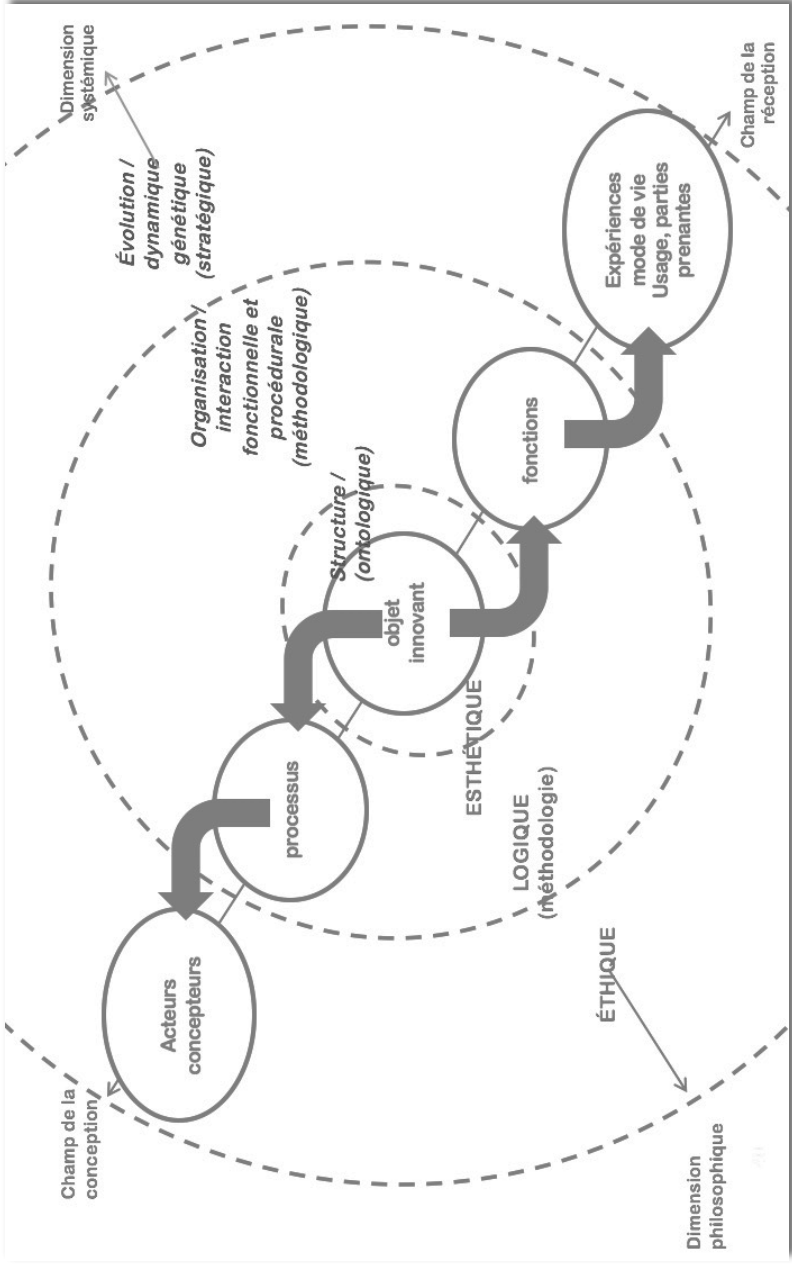 Champ de la
conception
Dimension
systémique
Évolution /
dynamique
génétique
(stratégique)
Organisation /
interaction
fonctionnelle et
procédurale
(méthodologique)
Structure /
(ontologique)
Acteurs
concepteurs
processus
objet
innovant
fonctions
Expériences
mode de vie
Usage, parties
prenantes
ESTHÉTIQUE
LOGIQUE
(méthodologie)
ÉTHIQUE
Dimension
philosophique
Champ de la
réception